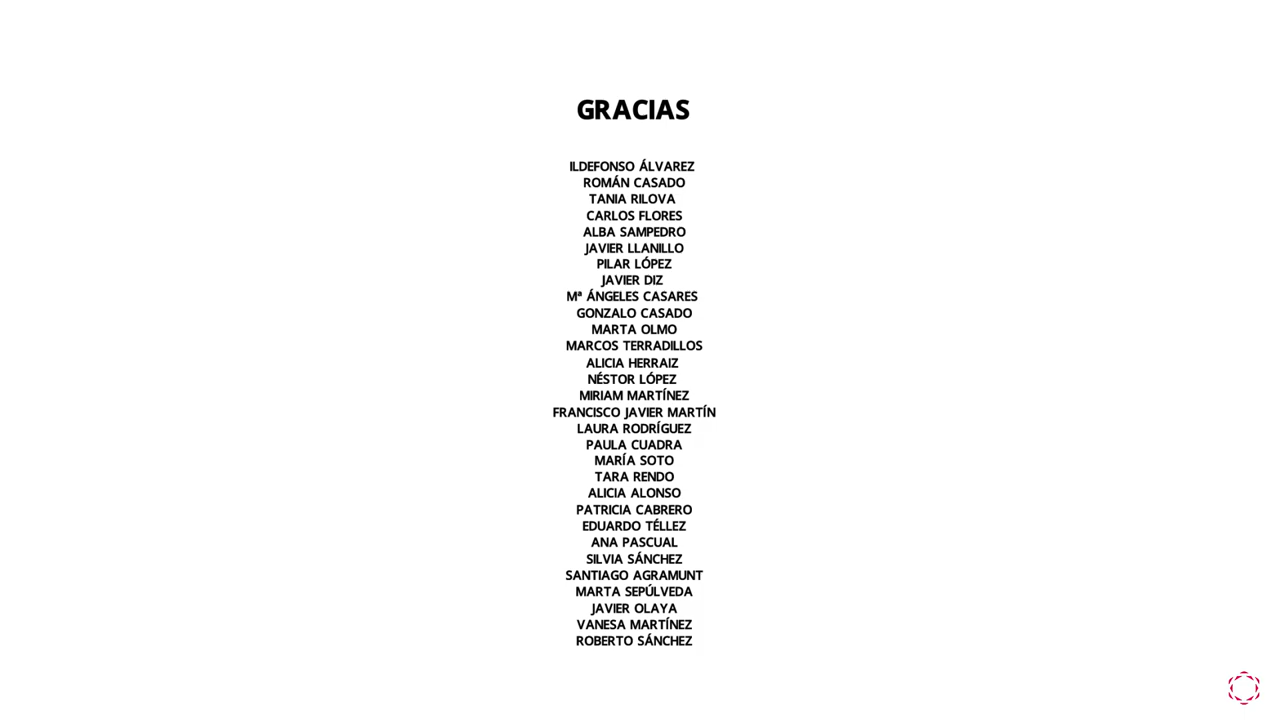 GRACIAS
ILDEFONSO ÁLVAREZ
ROMÁN CASADO
TANIA RILOVA
CARLOS FLORES
ALBA SAMPEDRO
JAVIER LLANILLO
PILAR LÓPEZ
JAVIER DIZ
Mª ÁNGELES CASARES
GONZALO CASADO
MARTA OLMO
MARCOS TERRADILLOS
ALICIA HERRAIZ
NÉSTOR LÓPEZ
MIRIAM MARTÍNEZ
FRANCISCO JAVIER MARTÍN
LAURA RODRÍGUEZ
PAULA CUADRA
MARÍA SOTO
TARA RENDO
ALICIA ALONSO
PATRICIA CABRERO
EDUARDO TÉLLEZ
ANA PASCUAL
SILVIA SÁNCHEZ
SANTIAGO AGRAMUNT
MARTA SEPÚLVEDA
JAVIER OLAYA
VANESA MARTÍNEZ
ROBERTO SÁNCHEZ